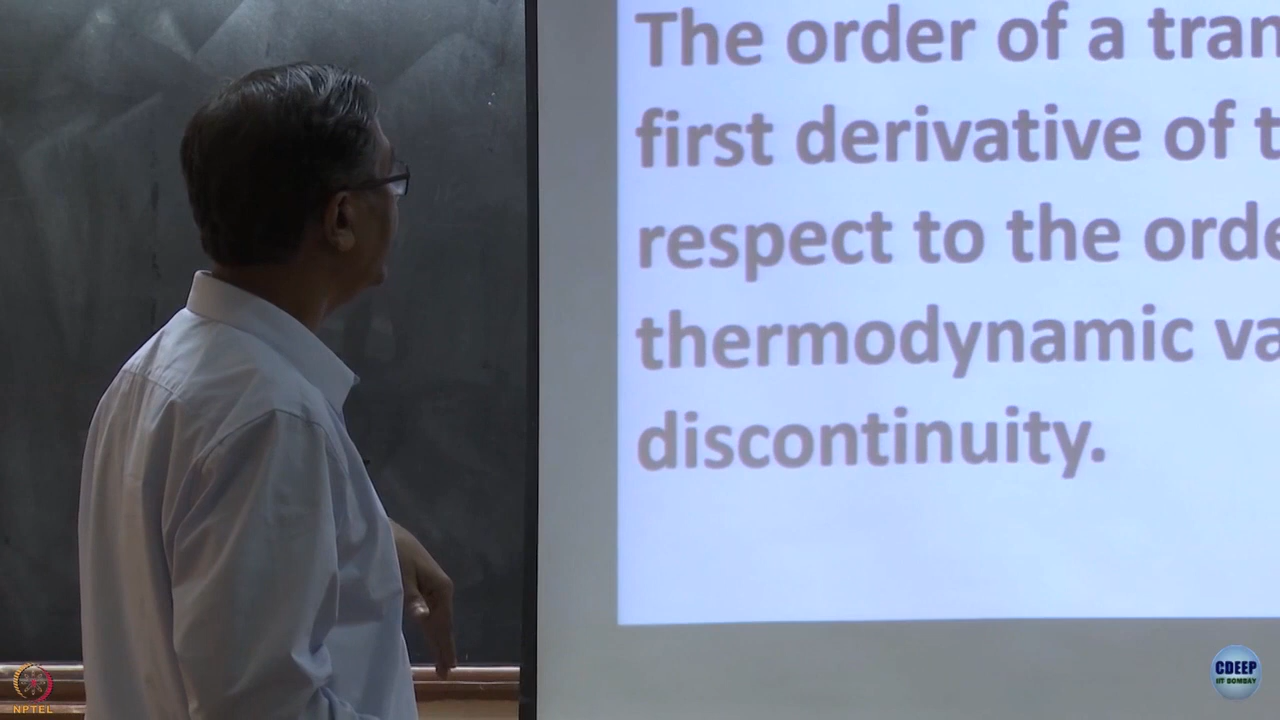 The order of a tran
first derivative of t
respect to the orde
thermodynamic va
discontinuity.
NPTEL
CDEEP
IIT BOMBAY